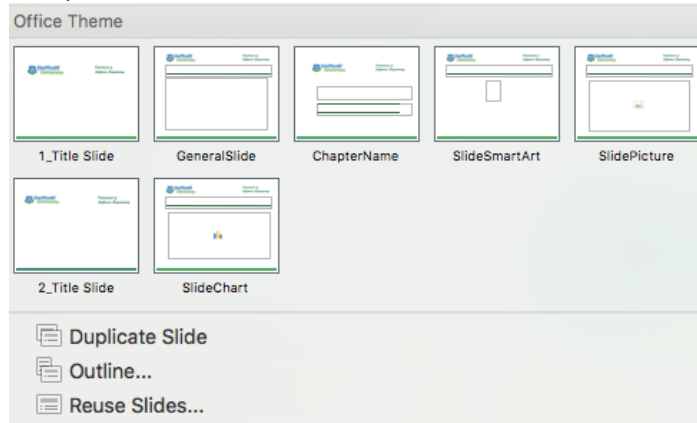 Office Theme
1_Title Slide
GeneralSlide
ChapterName
SlideSmartArt
SlidePicture
2_Title Slide
SlideChart
Duplicate Slide
Outline...
Reuse Slides...